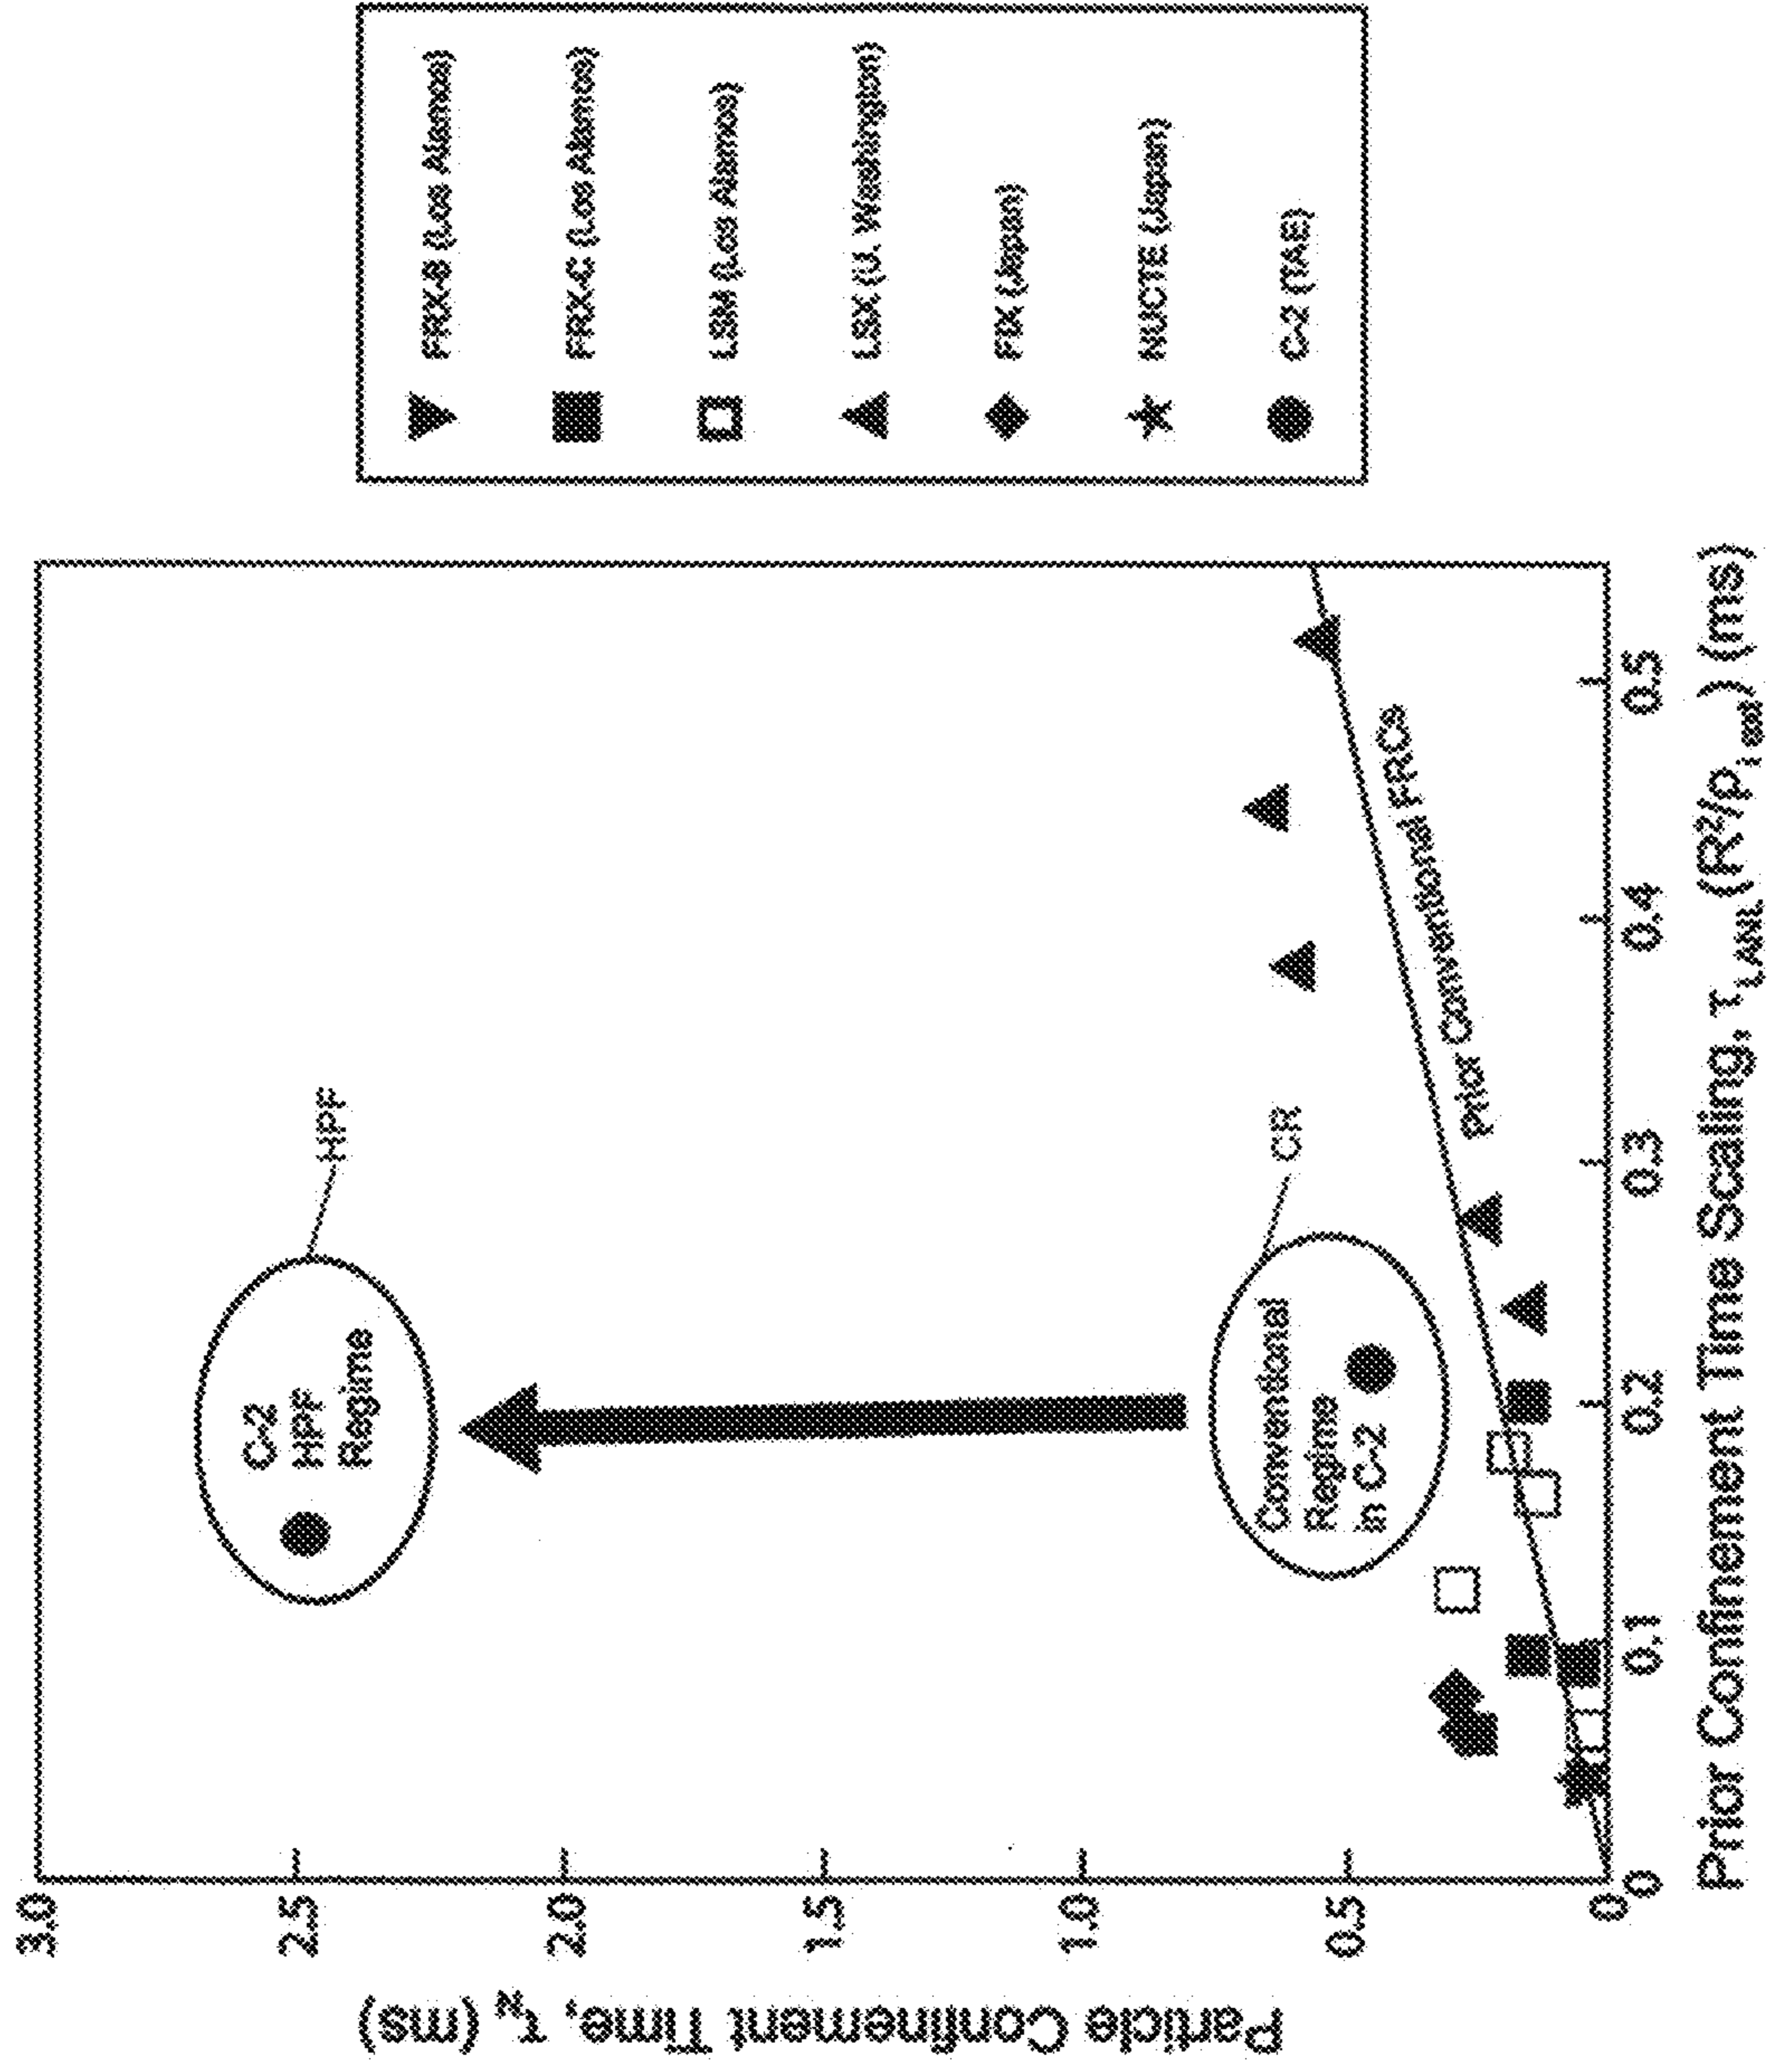 Particle Confinement Time, τN (ms)
3.0
2.5
2.0
1.5
1.0
0.5
0
C-2
HPF
Regime
HPF
Conventional
Regime
in C-2
CR
Prior Conventional FRCs
0
0.1
0.2
0.3
0.4
0.5
Prior Confinement Time Scaling, τLANL (R²/ρi ext) (ms)
FRX-B (Los Alamos)
FRX-C (Los Alamos)
LSM (Los Alamos)
LSX (U. Washington)
FIX (Japan)
NUCTE (Japan)
C-2 (TAE)